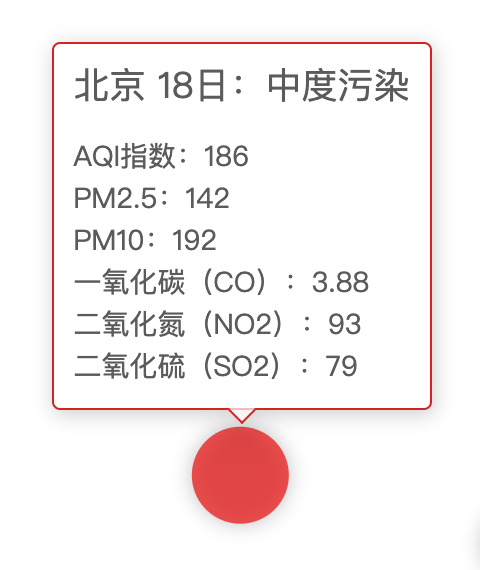 北京 18日：中度污染
AQI指数：186
PM2.5：142
PM10：192
一氧化碳（CO）：3.88
二氧化氮（NO2）：93
二氧化硫（SO2）：79